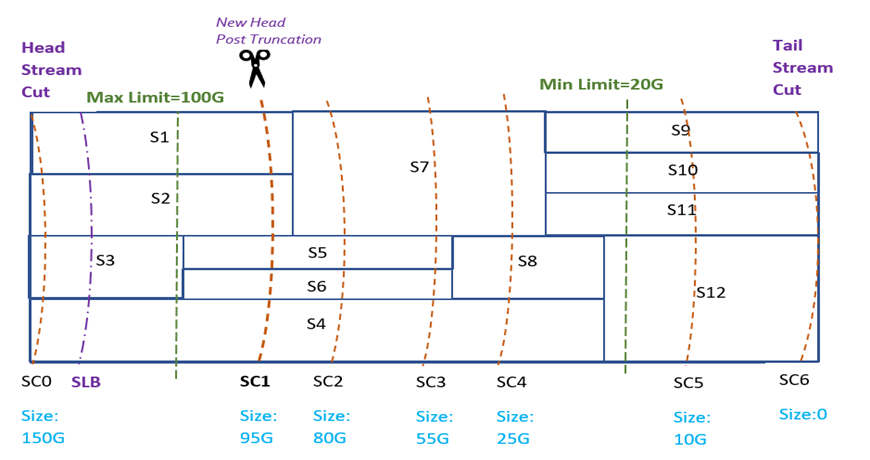 New Head
Post Truncation
Head
Stream
Cut
Tail
Stream
Cut
Max Limit=100G
Min Limit=20G
S1
S2
S3
S4
S5
S6
S7
S8
S9
S10
S11
S12
SC0
SLB
SC1
SC2
SC3
SC4
SC5
SC6
Size:
150G
Size:
95G
Size:
80G
Size:
55G
Size:
25G
Size:
10G
Size:0